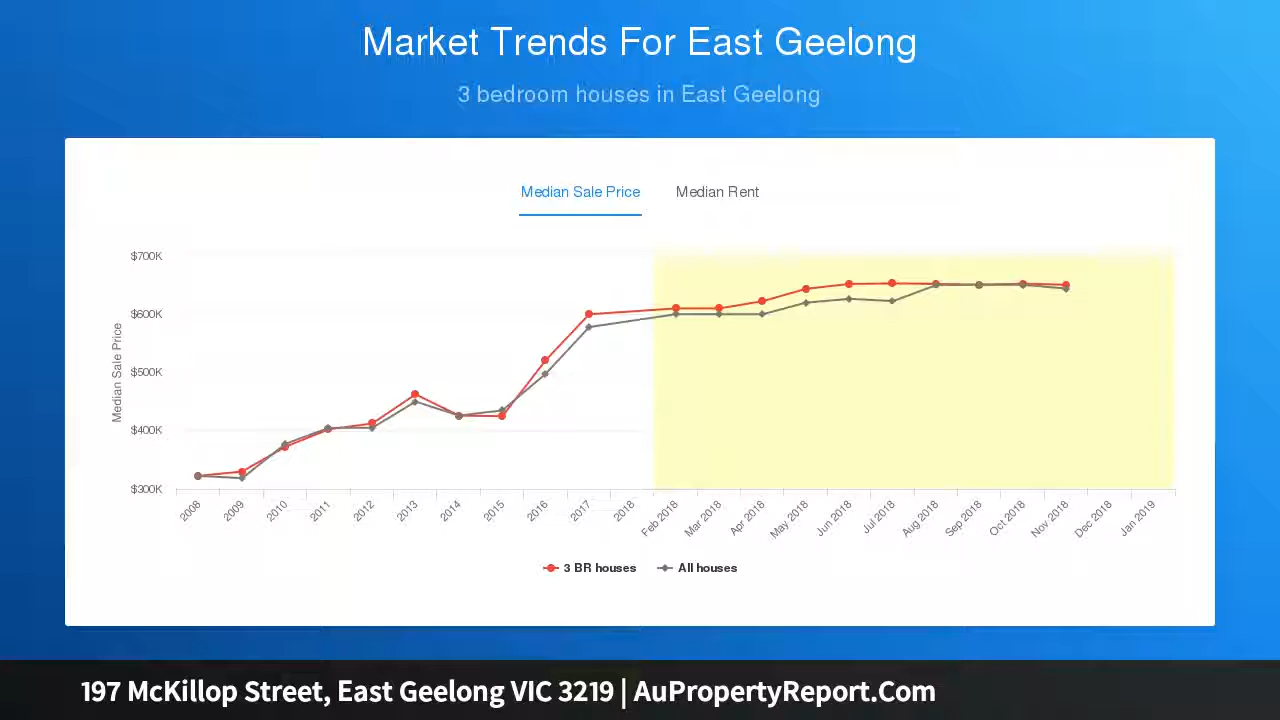 Market Trends For East Geelong
3 bedroom houses in East Geelong
Median Sale Price
Median Rent
Median Sale Price
$700K
$600K
$500K
$400K
$300K
2008
2009
2010
2011
2012
2013
2014
2015
2016
2017
2018
Feb 2018
Mar 2018
Apr 2018
May 2018
Jun 2018
Jul 2018
Aug 2018
Sep 2018
Oct 2018
Nov 2018
Dec 2018
Jan 2019
3 BR houses
All houses
197 McKillop Street, East Geelong VIC 3219 | AuPropertyReport.Com